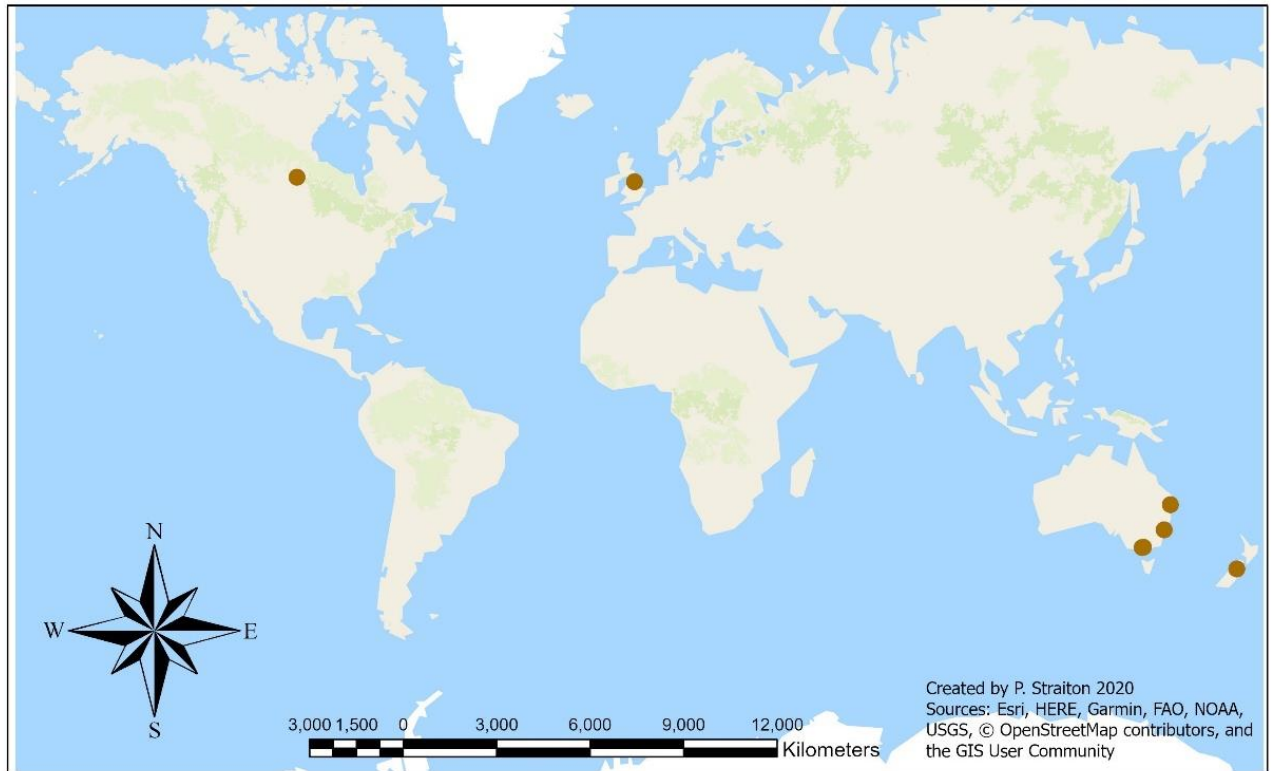 N
W E
S
3,000 1,500 0 3,000 6,000 9,000 12,000
Kilometers
Created by P. Straiton 2020
Sources: Esri, HERE, Garmin, FAO, NOAA,
USGS, © OpenStreetMap contributors, and
the GIS User Community